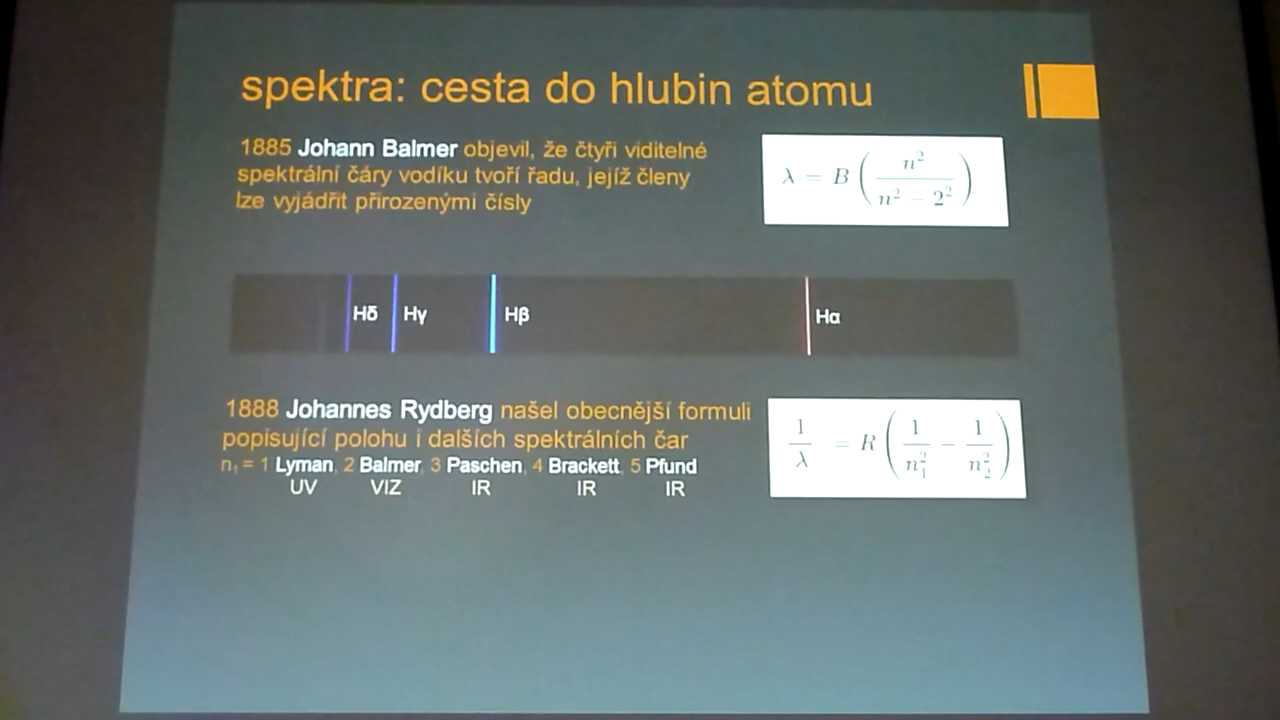 spektra: cesta do hlubin atomu
1885 Johann Balmer objevil, že čtyři viditelné
spektrální čáry vodíku tvoří řadu, jejíž členy
lze vyjádřit přirozenými čísly
λ = B ( n² / n² − 2² )
Hδ Hγ Hβ Hα
1888 Johannes Rydberg našel obecnější formuli
popisující polohu i dalších spektrálních čar
n₁ = 1 Lyman, 2 Balmer, 3 Paschen, 4 Brackett, 5 Pfund
UV VIZ IR IR IR
1/λ = R ( 1/n₁² − 1/n₂² )